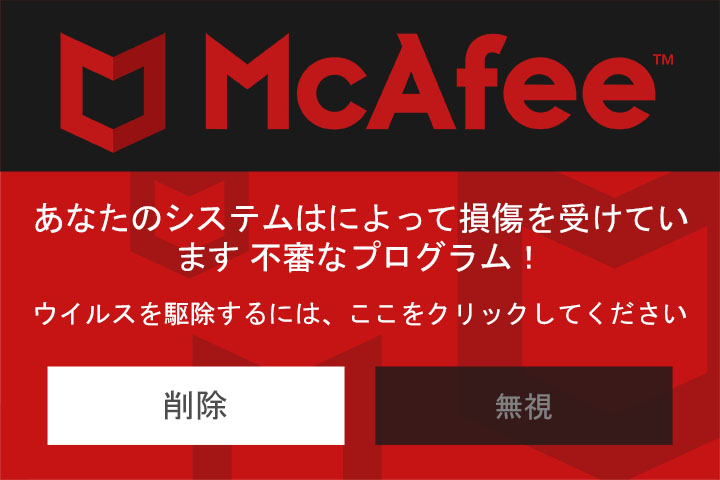 McAfee™
あなたのシステムはによって損傷を受けてい
ます 不審なプログラム！
ウイルスを駆除するには、ここをクリックしてください
削除
無視